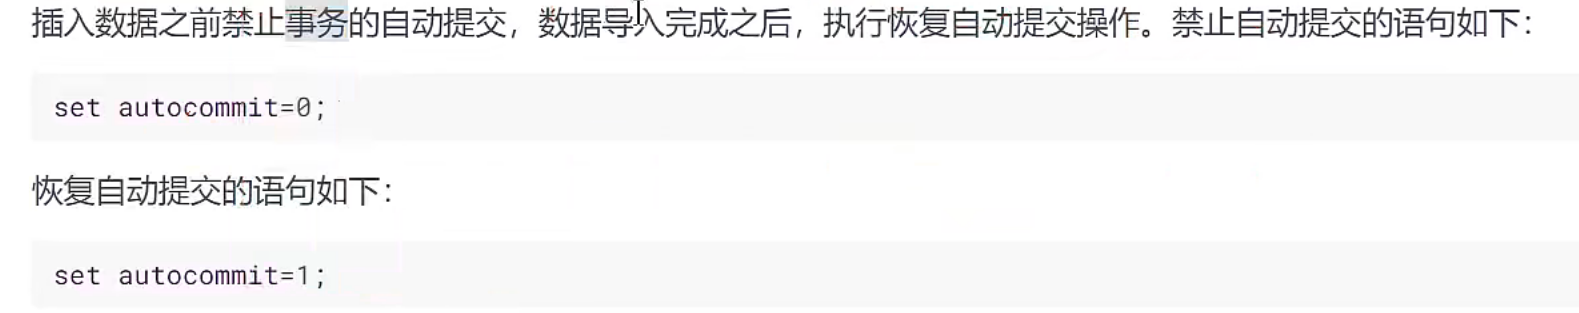 插入数据之前禁止事务的自动提交，数据导入完成之后，执行恢复自动提交操作。禁止自动提交的语句如下：
set autocommit=0;
恢复自动提交的语句如下：
set autocommit=1;